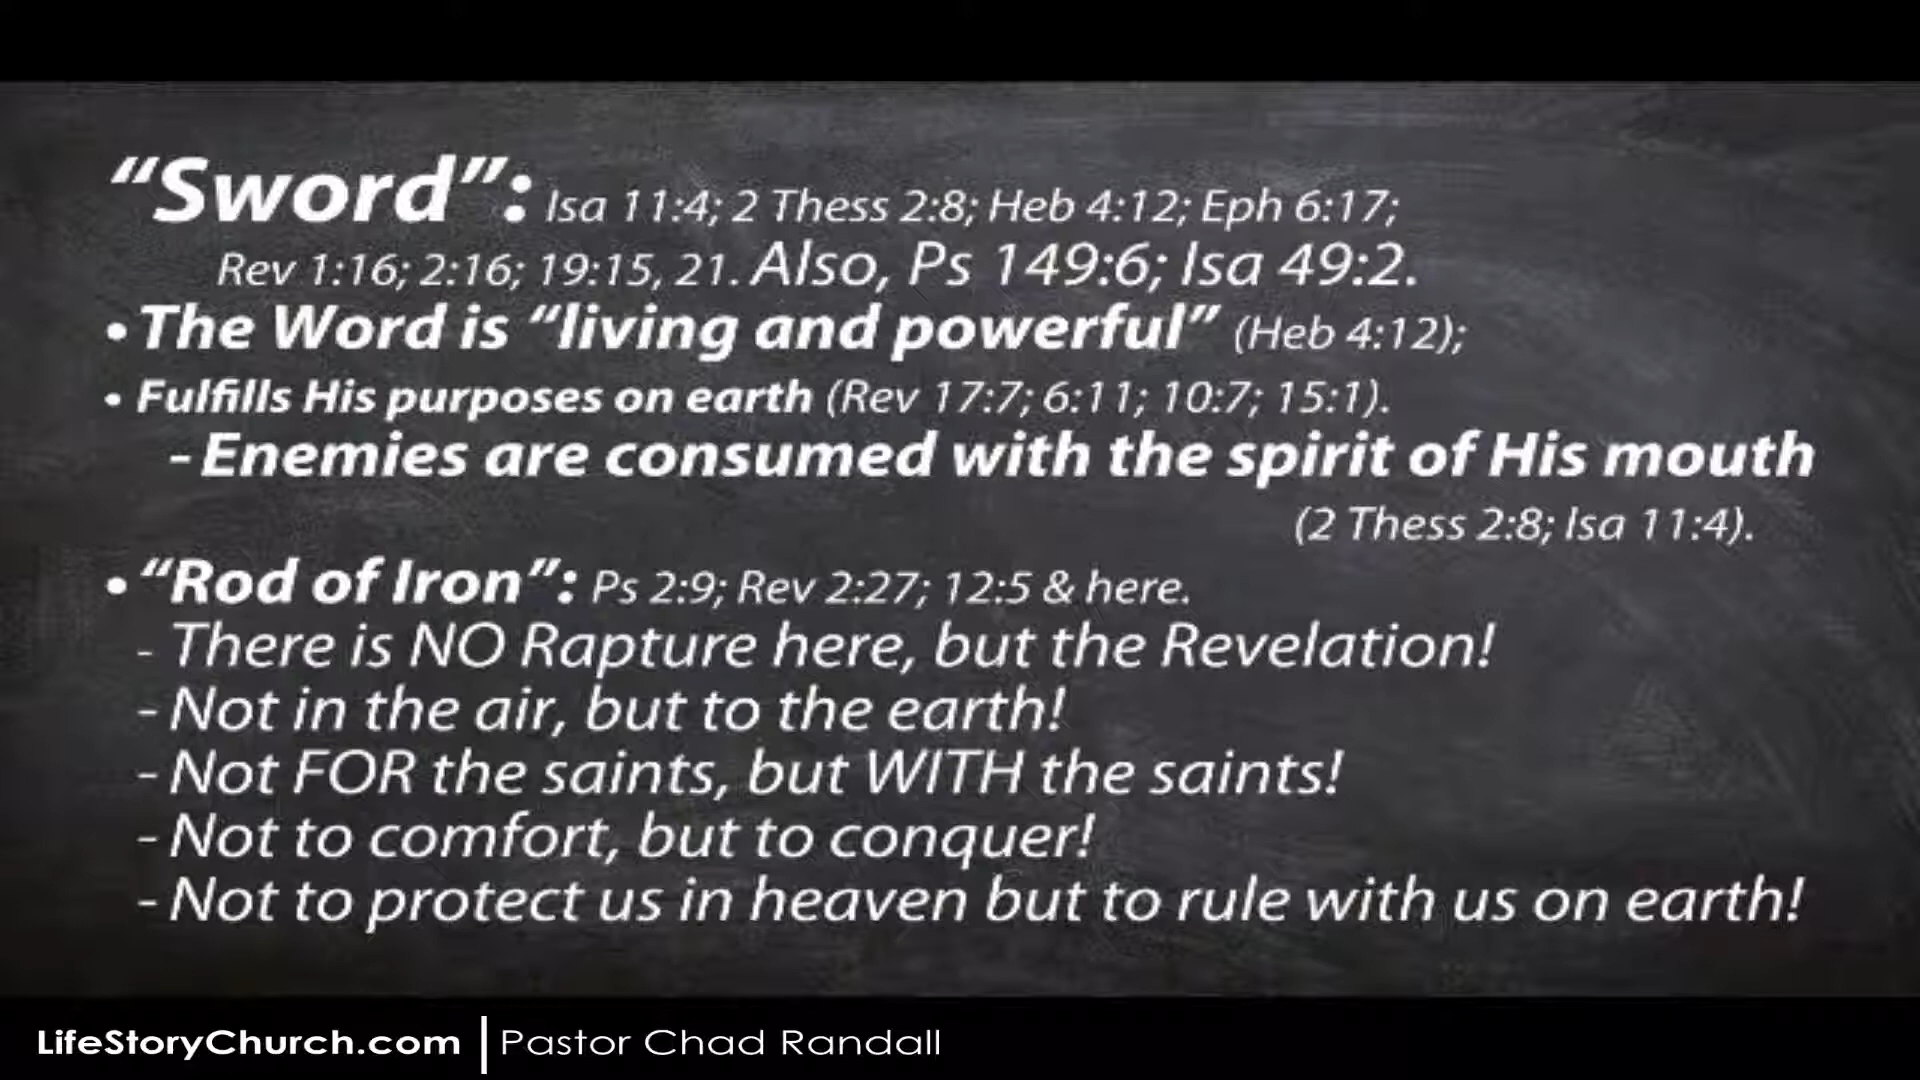 “Sword”: Isa 11:4; 2 Thess 2:8; Heb 4:12; Eph 6:17;
Rev 1:16; 2:16; 19:15, 21. Also, Ps 149:6; Isa 49:2.
• The Word is “living and powerful” (Heb 4:12);
• Fulfills His purposes on earth (Rev 17:7; 6:11; 10:7; 15:1).
- Enemies are consumed with the spirit of His mouth
(2 Thess 2:8; Isa 11:4).
• “Rod of Iron”: Ps 2:9; Rev 2:27; 12:5 & here.
- There is NO Rapture here, but the Revelation!
- Not in the air, but to the earth!
- Not FOR the saints, but WITH the saints!
- Not to comfort, but to conquer!
- Not to protect us in heaven but to rule with us on earth!
LifeStoryChurch.com | Pastor Chad Randall